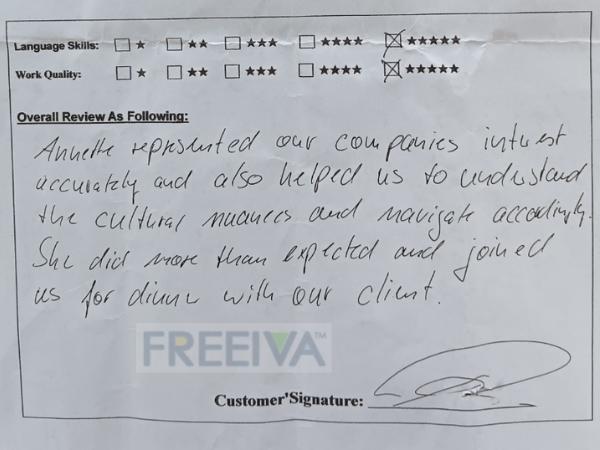 Language Skills: ☐ ★ ☐ ★★ ☐ ★★★ ☐ ★★★★ ☒ ★★★★★
Work Quality: ☐ ★ ☐ ★★ ☐ ★★★ ☐ ★★★★ ☒ ★★★★★
Overall Review As Following:
Annette represented our companies interest
accurately and also helped us to understand
the cultural nuances and navigate accordingly.
She did more than expected and joined
us for dinner with our client.
FREEIVA™
Customer'Signature: